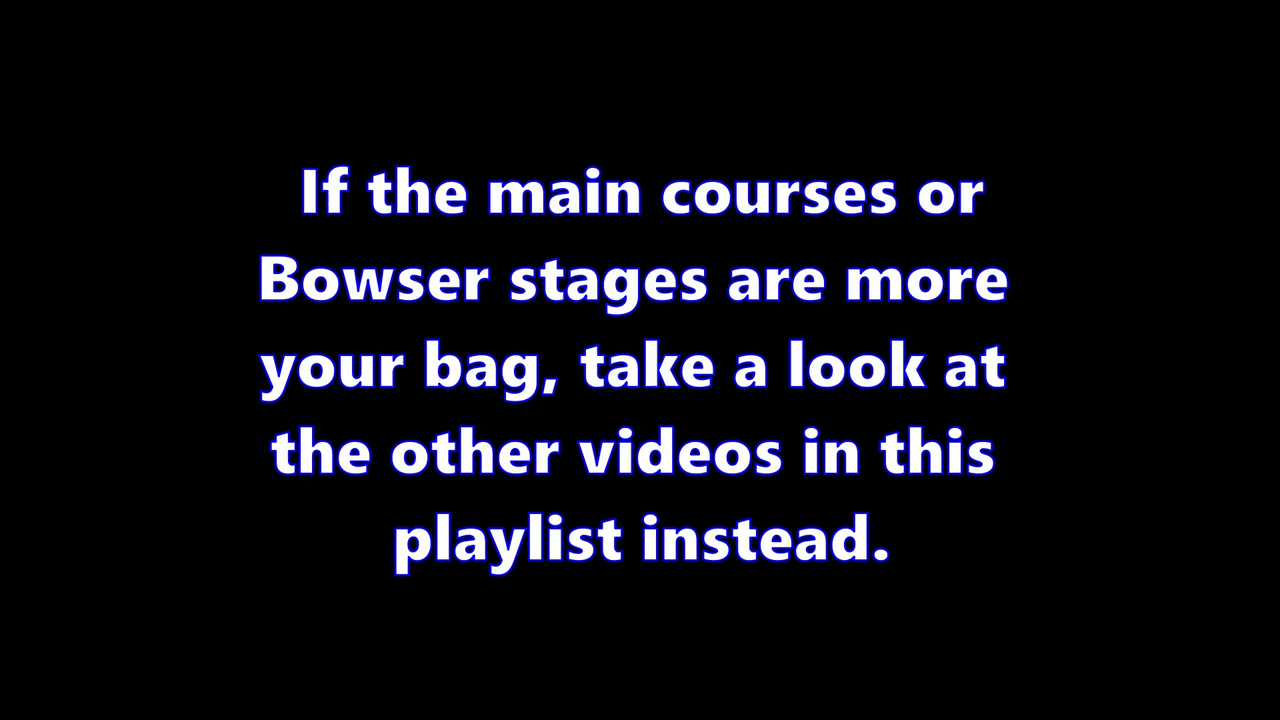 If the main courses or
Bowser stages are more
your bag, take a look at
the other videos in this
playlist instead.